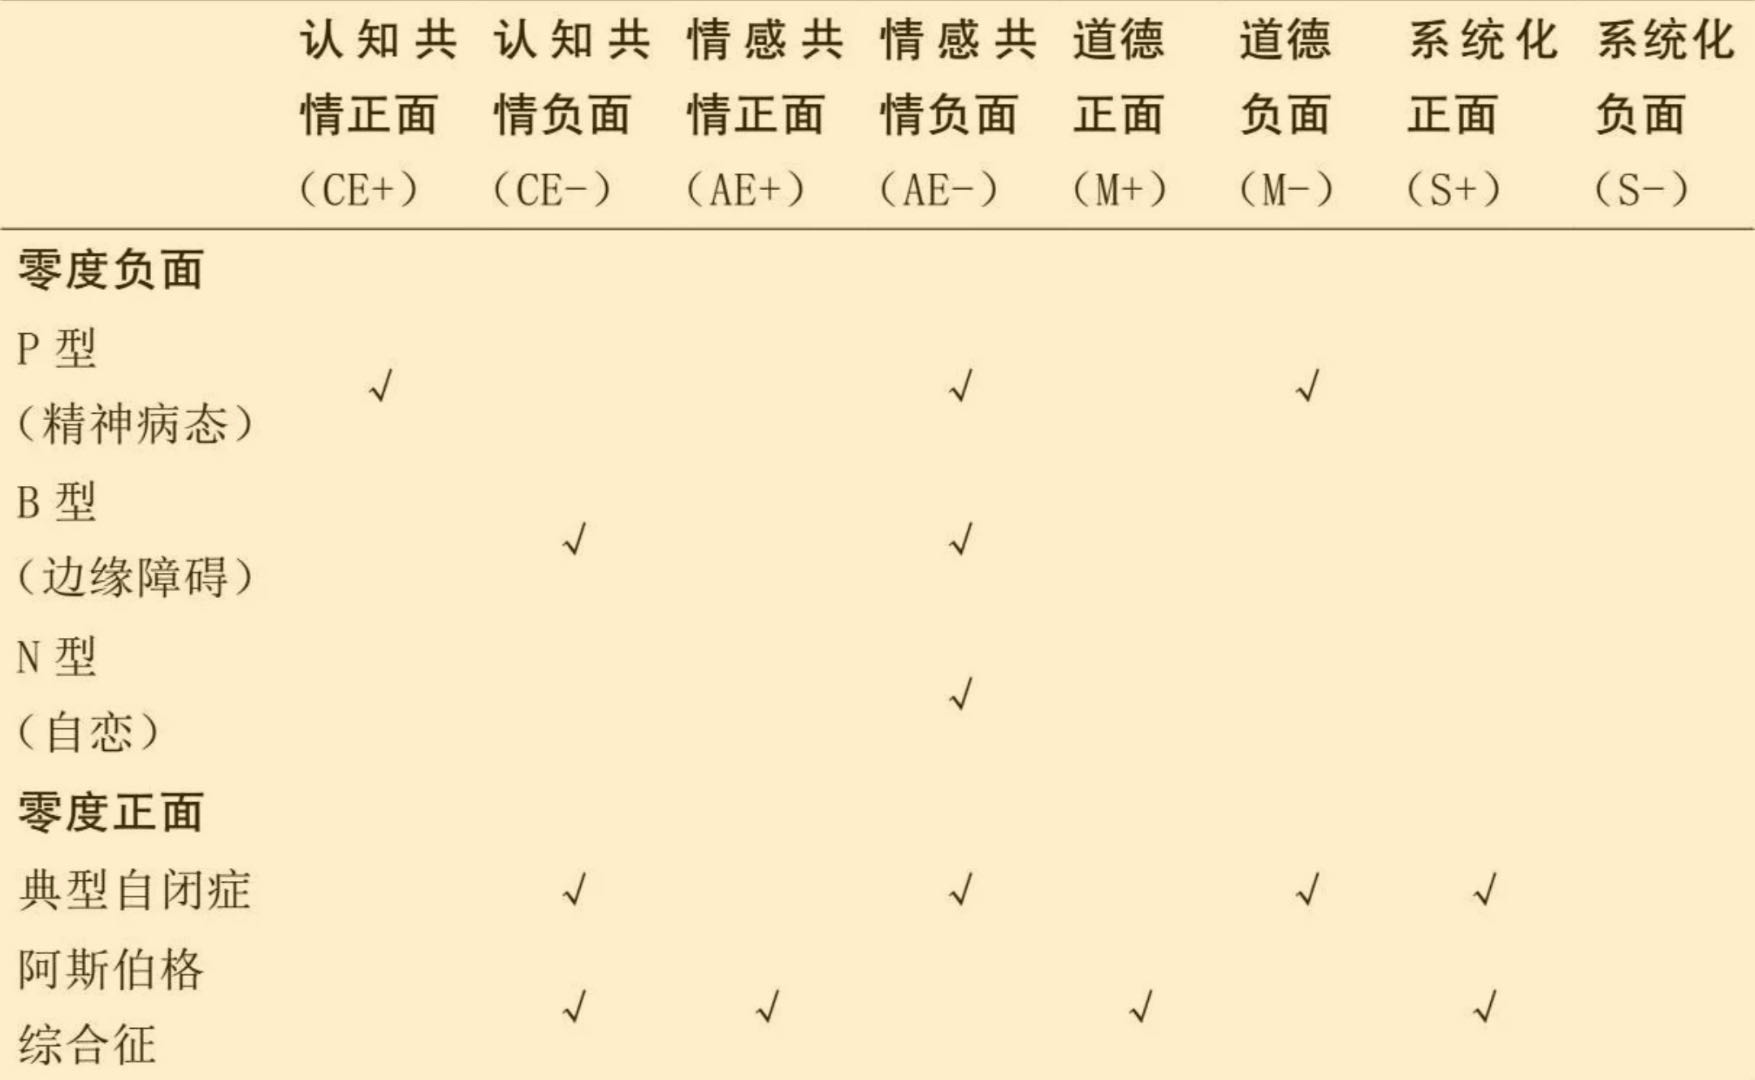 认知共 认知共 情感共 情感共 道德 道德 系统化 系统化
情正面 情负面 情正面 情负面 正面 负面 正面 负面
（CE+） （CE-） （AE+） （AE-） （M+） （M-） （S+） （S-）
零度负面
P 型
（精神病态）
√ √ √
B 型
（边缘障碍）
√ √
N 型
（自恋）
√
零度正面
典型自闭症 √ √ √ √
阿斯伯格
综合征
√ √ √ √